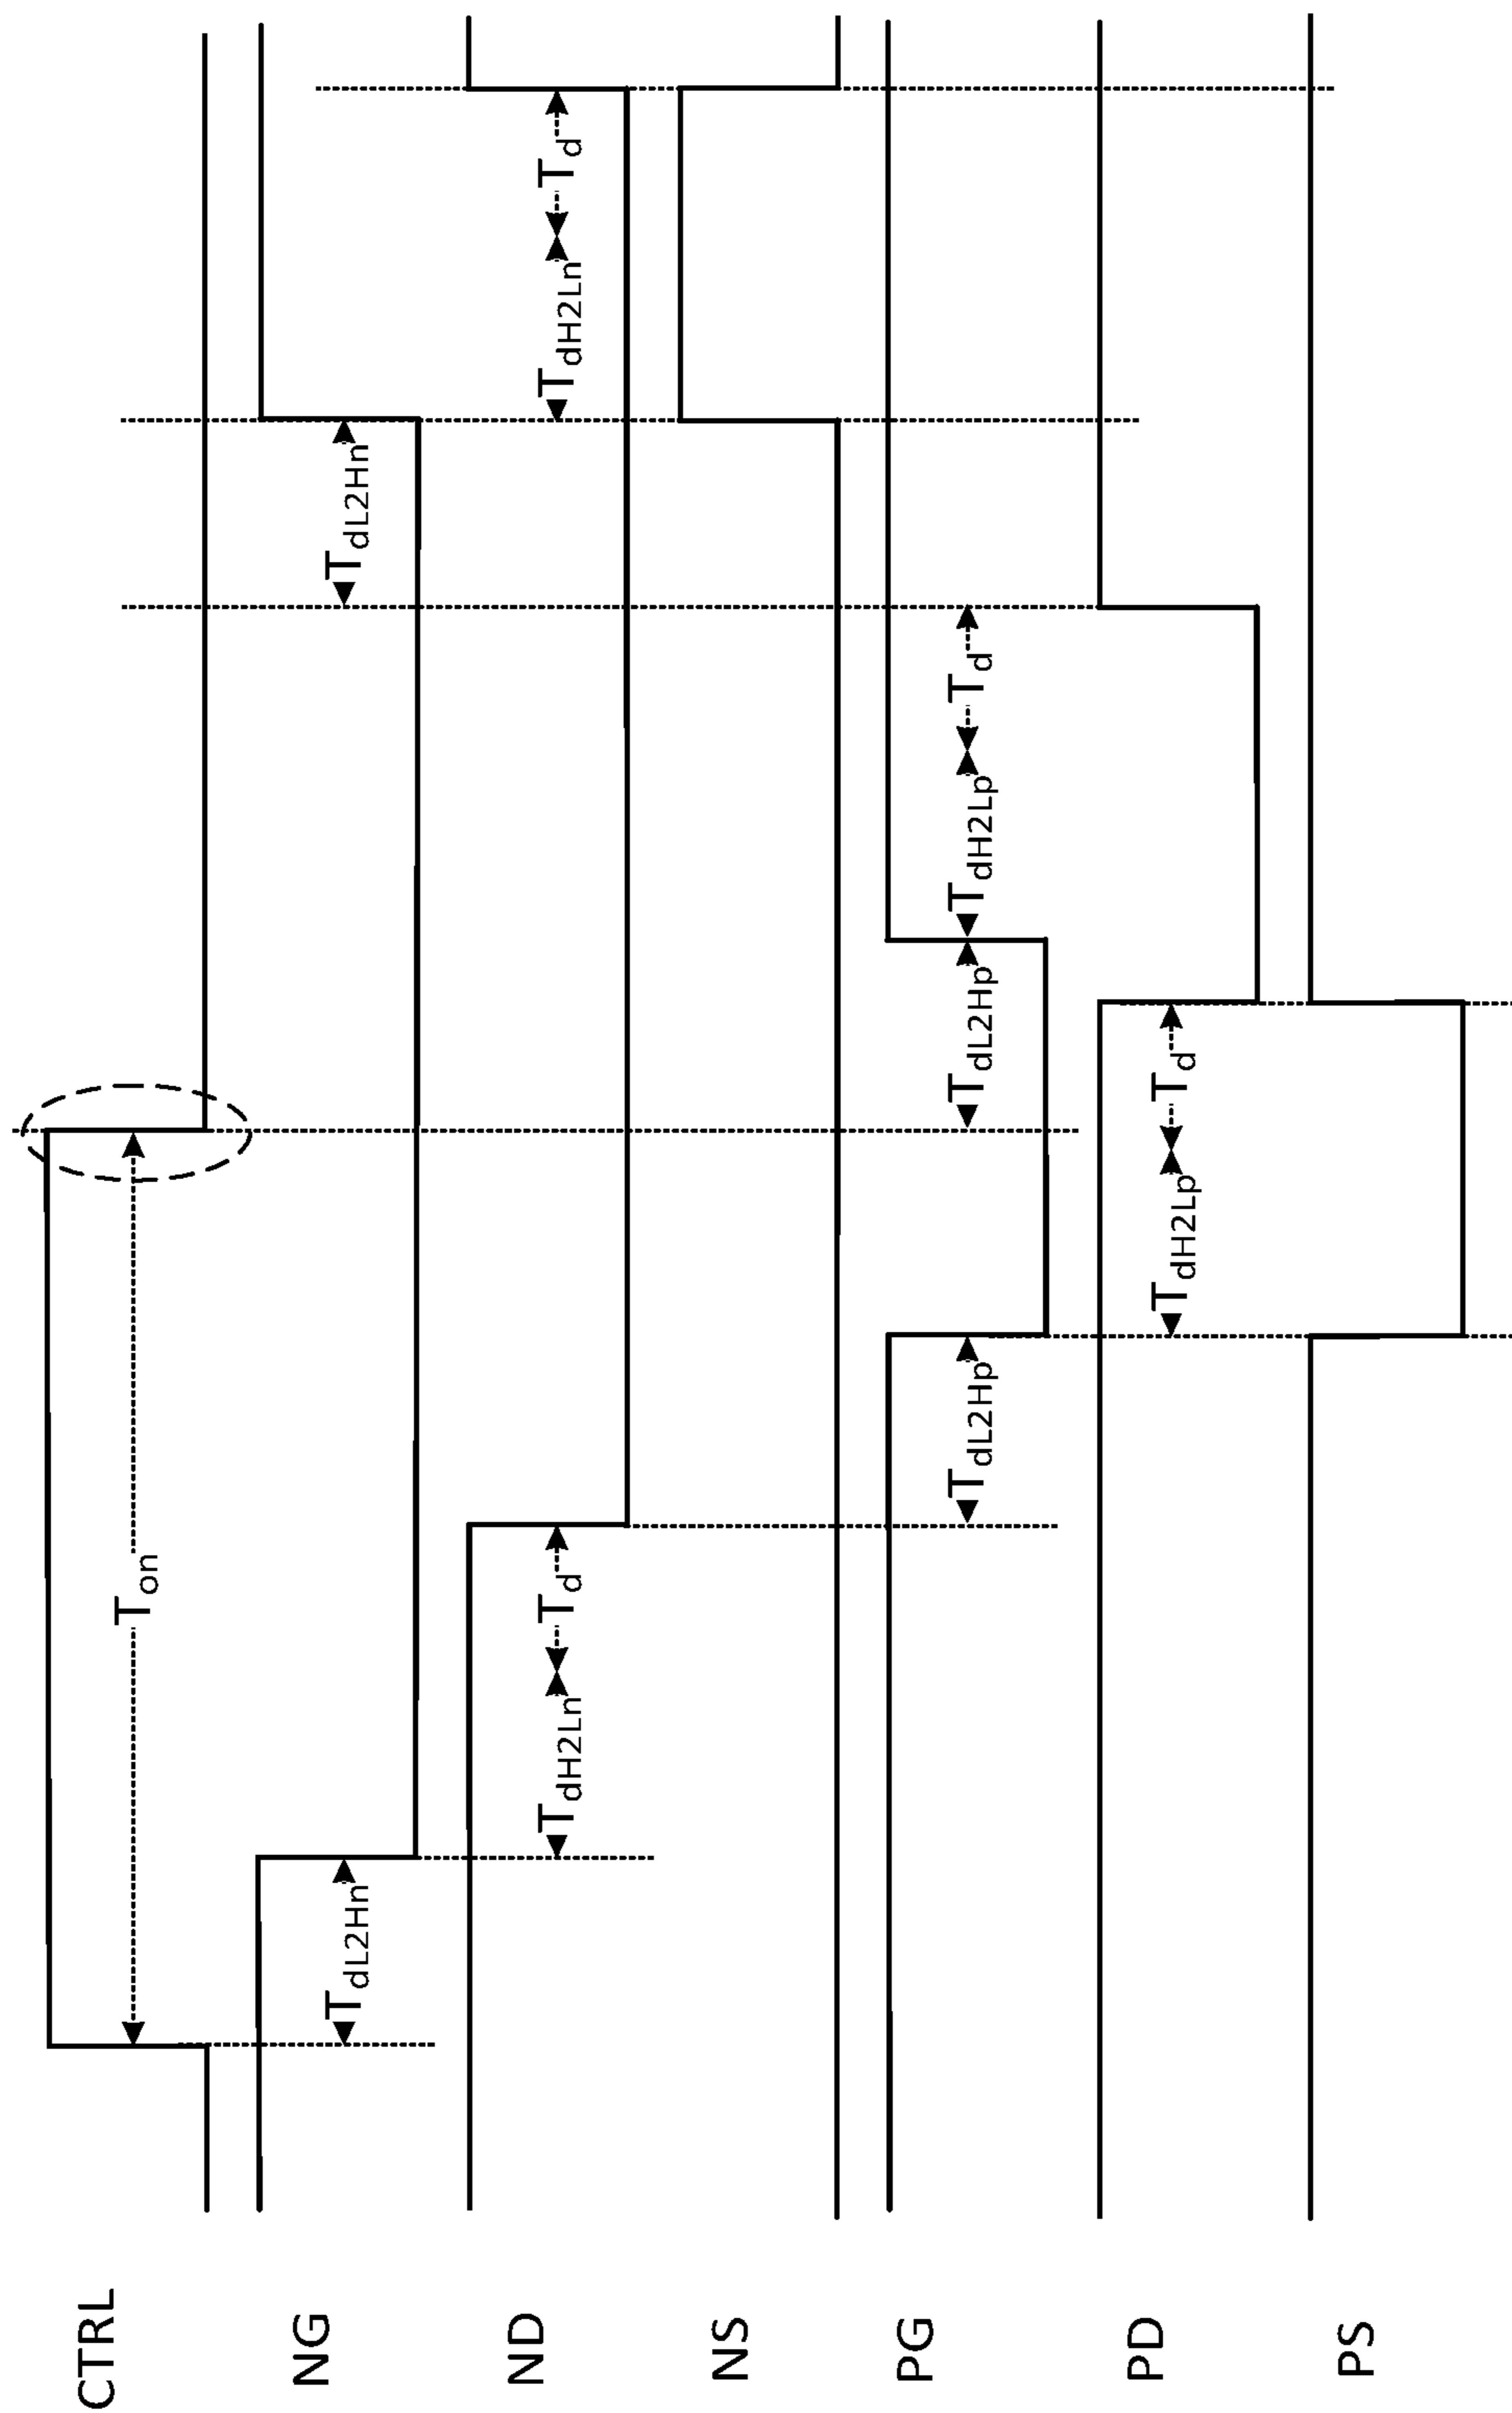 CTRL
T_on
NG
T_dL2Hn
T_dL2Hn
ND
T_dH2Ln
T_d
T_dH2Ln
T_d
NS
PG
T_dL2Hp
T_dL2Hp
T_dH2Lp
T_d
PD
T_dH2Lp
T_d
PS